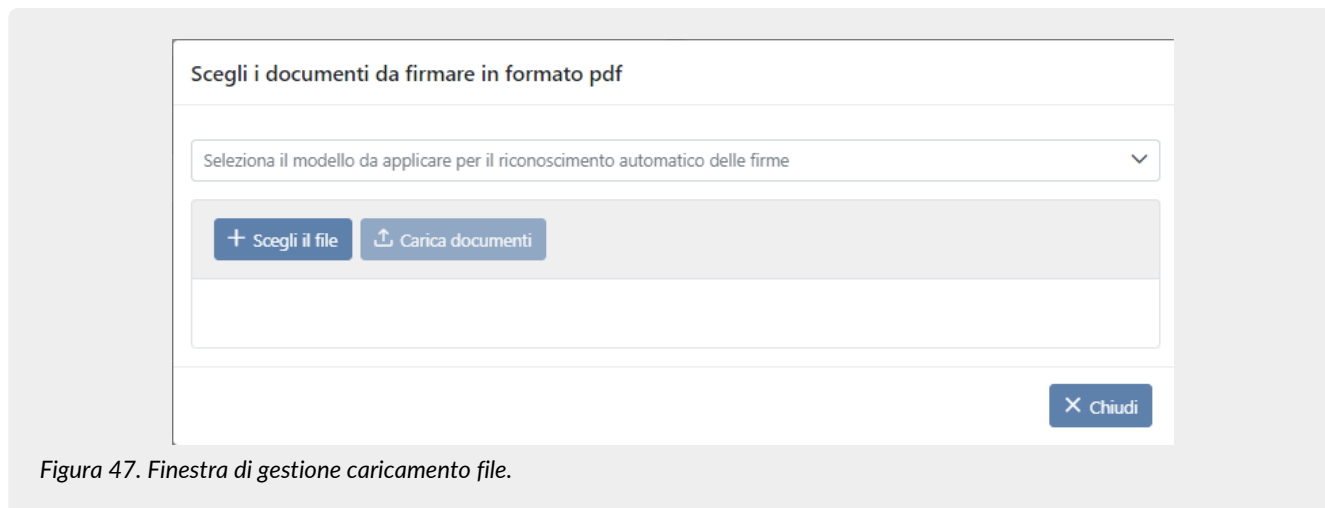 Scegli i documenti da firmare in formato pdf
Seleziona il modello da applicare per il riconoscimento automatico delle firme
Scegli il file
Carica documenti
Chiudi
Figura 47. Finestra di gestione caricamento file.